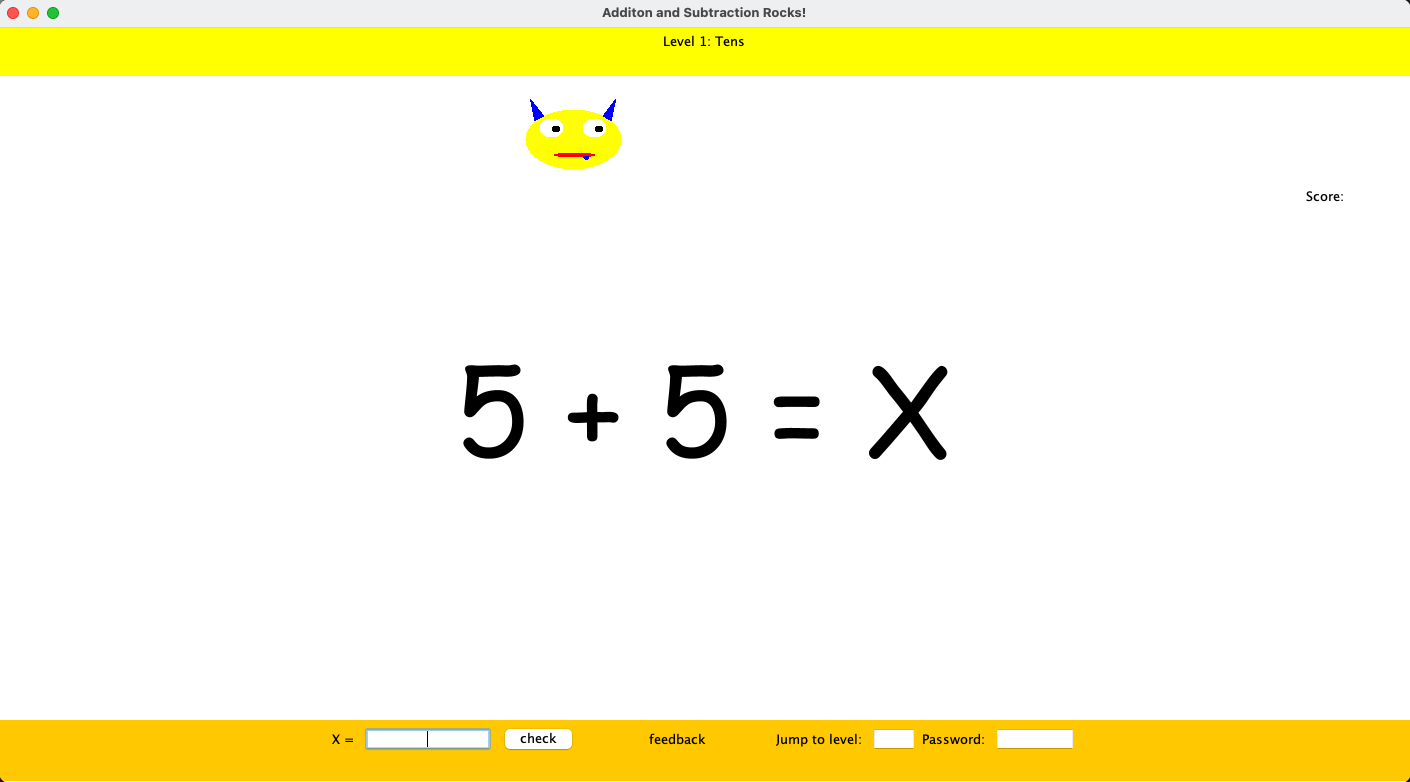 Additon and Subtraction Rocks!
Level 1: Tens
Score:
5 + 5 = X
X = check feedback Jump to level: Password: